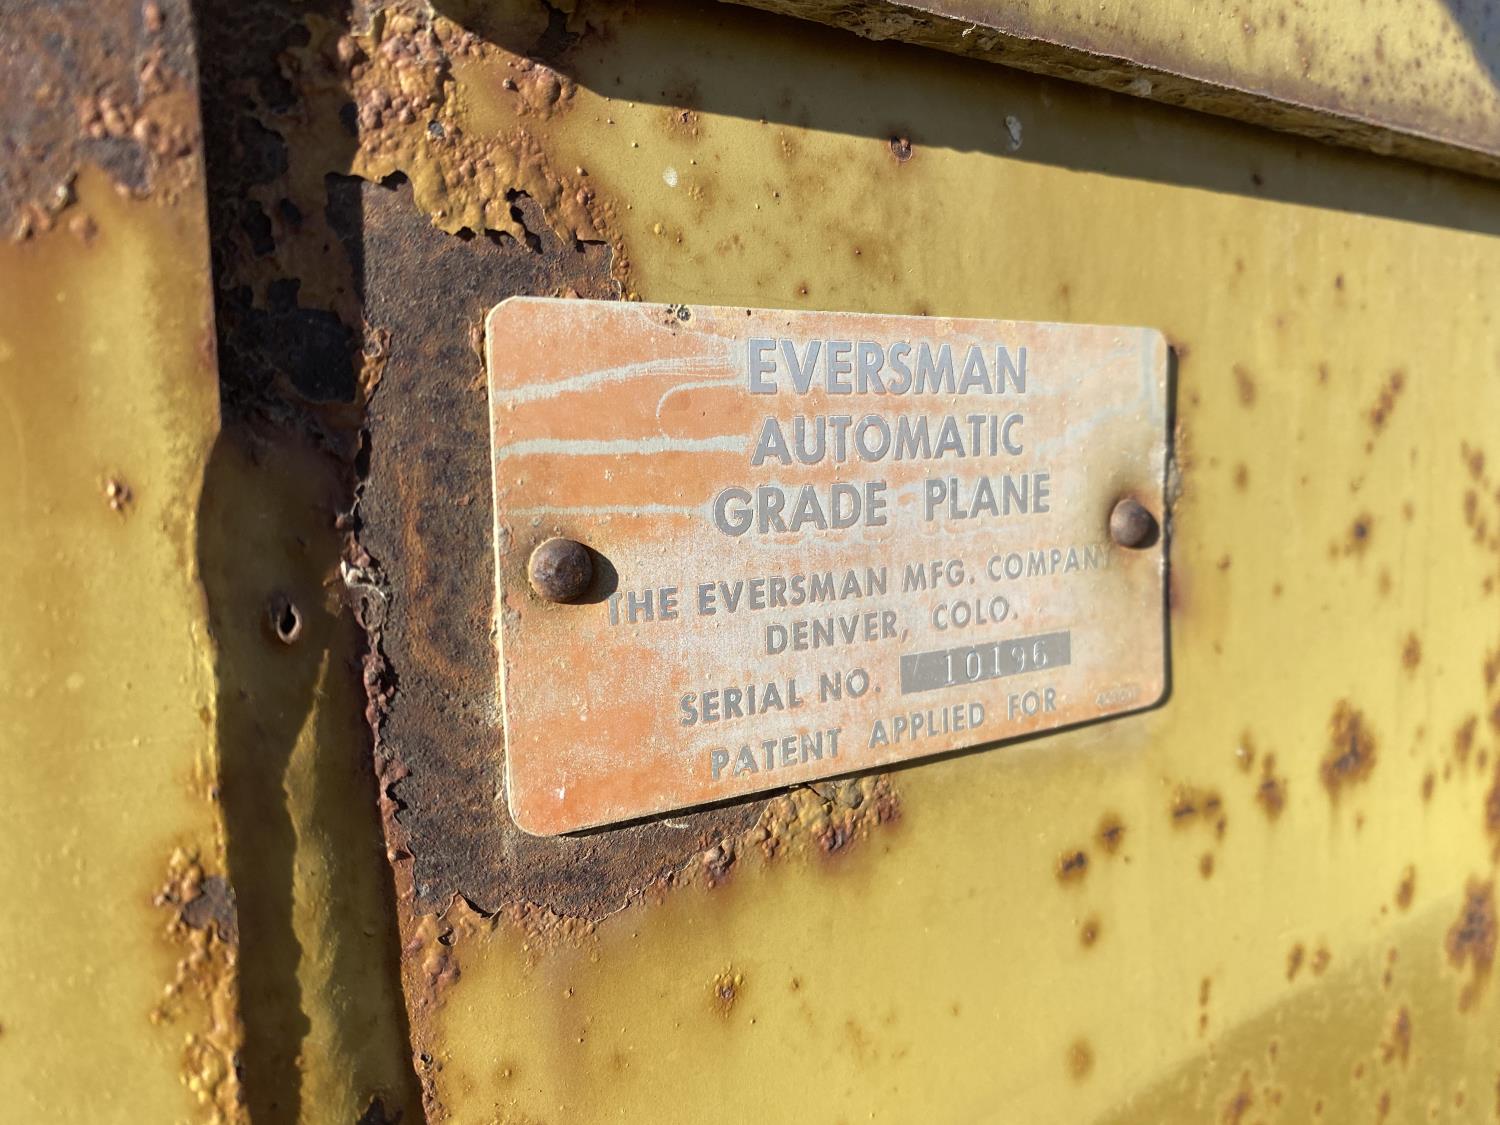 EVERSMAN
AUTOMATIC
GRADE PLANE
THE EVERSMAN MFG. COMPANY
DENVER, COLO.
SERIAL NO. 10196
PATENT APPLIED FOR